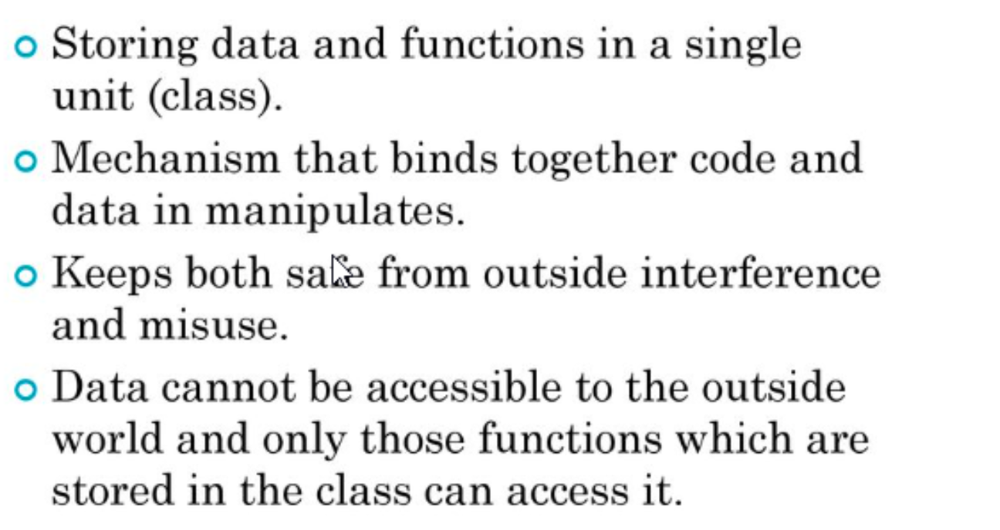 Storing data and functions in a single
unit (class).
Mechanism that binds together code and
data in manipulates.
Keeps both safe from outside interference
and misuse.
Data cannot be accessible to the outside
world and only those functions which are
stored in the class can access it.